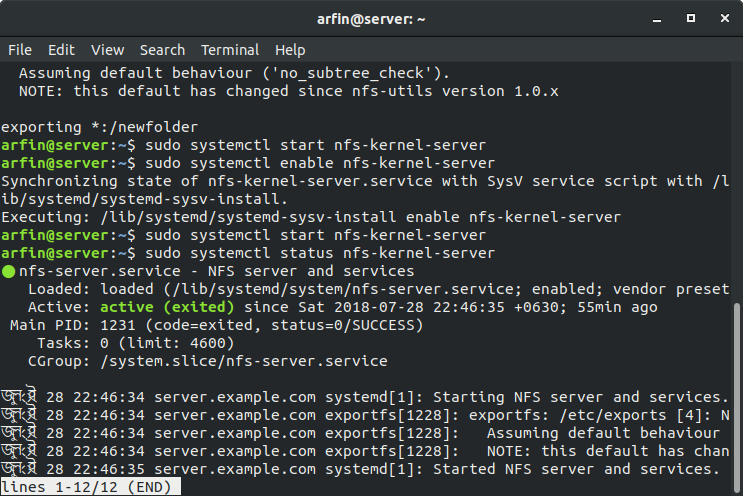 arfin@server: ~
File Edit View Search Terminal Help
Assuming default behaviour ('no_subtree_check').
NOTE: this default has changed since nfs-utils version 1.0.x
exporting *:/newfolder
arfin@server:~$ sudo systemctl start nfs-kernel-server
arfin@server:~$ sudo systemctl enable nfs-kernel-server
Synchronizing state of nfs-kernel-server.service with SysV service script with /l
ib/systemd/systemd-sysv-install.
Executing: /lib/systemd/systemd-sysv-install enable nfs-kernel-server
arfin@server:~$ sudo systemctl start nfs-kernel-server
arfin@server:~$ sudo systemctl status nfs-kernel-server
● nfs-server.service - NFS server and services
Loaded: loaded (/lib/systemd/system/nfs-server.service; enabled; vendor preset
Active: active (exited) since Sat 2018-07-28 22:46:35 +0630; 55min ago
Main PID: 1231 (code=exited, status=0/SUCCESS)
Tasks: 0 (limit: 4600)
CGroup: /system.slice/nfs-server.service
28 22:46:34 server.example.com systemd[1]: Starting NFS server and services.
28 22:46:34 server.example.com exportfs[1228]: exportfs: /etc/exports [4]: N
28 22:46:34 server.example.com exportfs[1228]: Assuming default behaviour
28 22:46:34 server.example.com exportfs[1228]: NOTE: this default has chan
28 22:46:35 server.example.com systemd[1]: Started NFS server and services.
lines 1-12/12 (END)